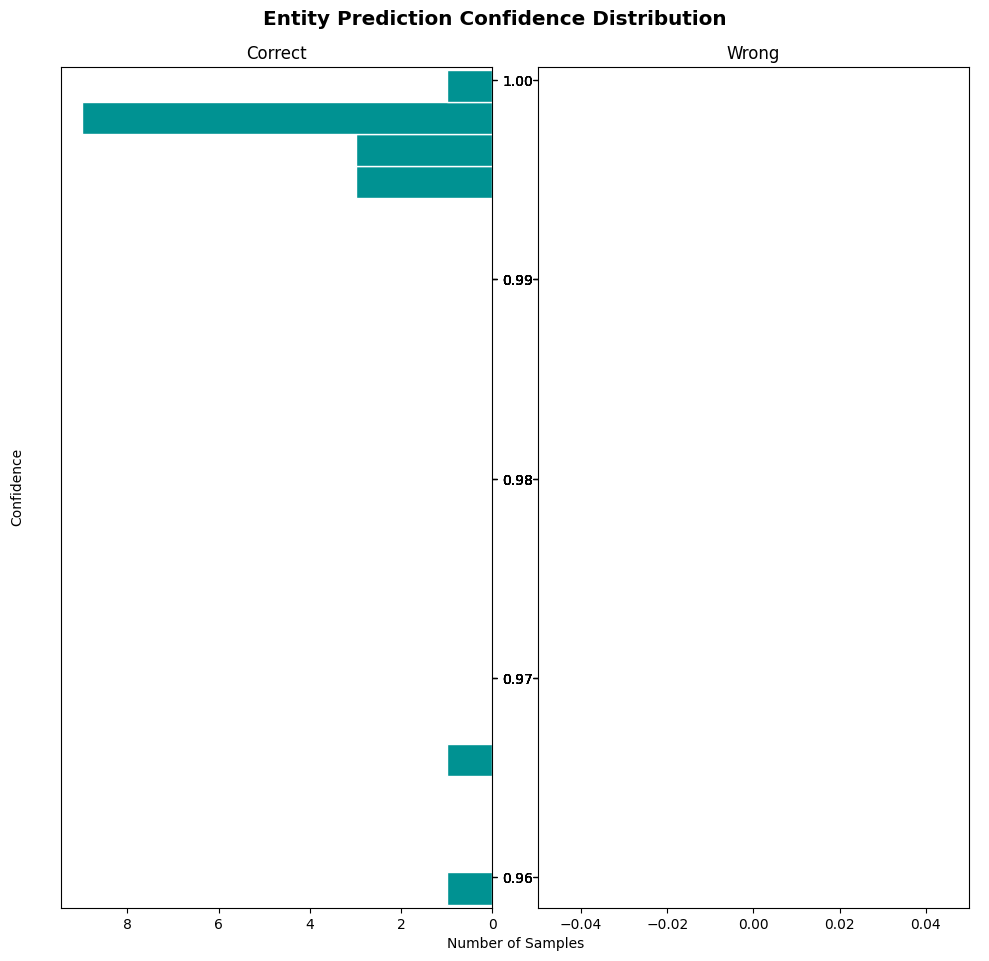 Entity Prediction Confidence Distribution
Correct
Wrong
1.00
0.99
0.98
0.97
0.96
Confidence
8 6 4 2 0
−0.04 −0.02 0.00 0.02 0.04
Number of Samples